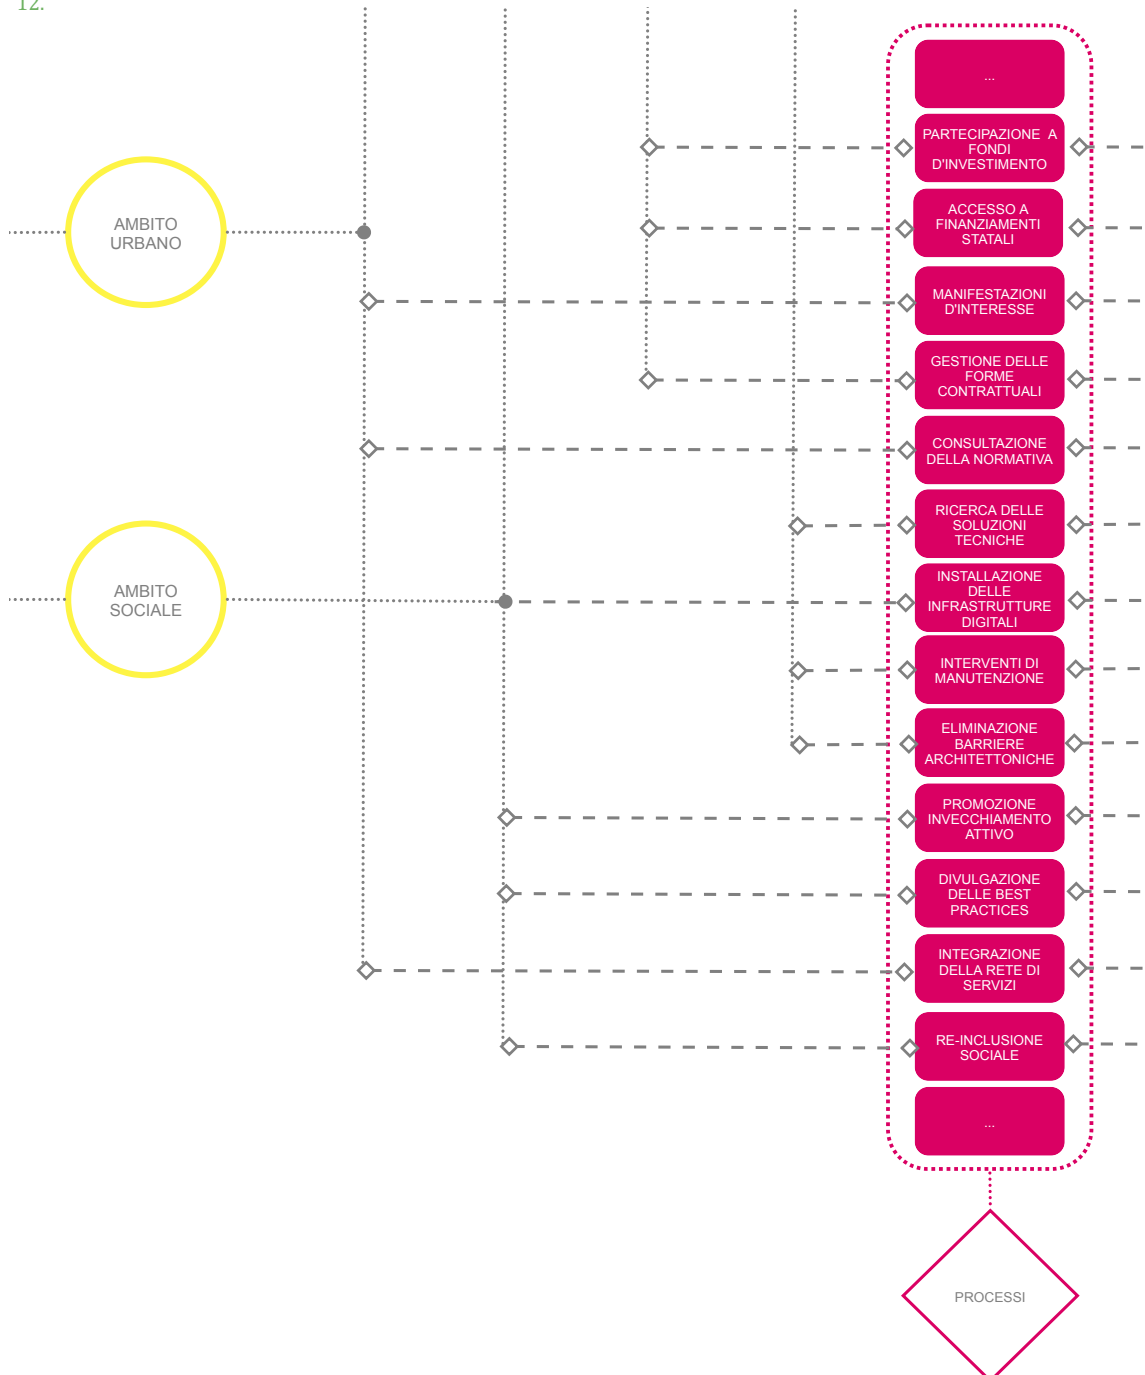 12.
...
PARTECIPAZIONE A
FONDI
D'INVESTIMENTO
ACCESSO A
FINANZIAMENTI
STATALI
AMBITO
URBANO
MANIFESTAZIONI
D'INTERESSE
GESTIONE DELLE
FORME
CONTRATTUALI
CONSULTAZIONE
DELLA NORMATIVA
RICERCA DELLE
SOLUZIONI
TECNICHE
AMBITO
SOCIALE
INSTALLAZIONE
DELLE
INFRASTRUTTURE
DIGITALI
INTERVENTI DI
MANUTENZIONE
ELIMINAZIONE
BARRIERE
ARCHITETTONICHE
PROMOZIONE
INVECCHIAMENTO
ATTIVO
DIVULGAZIONE
DELLE BEST
PRACTICES
INTEGRAZIONE
DELLA RETE DI
SERVIZI
RE-INCLUSIONE
SOCIALE
...
PROCESSI